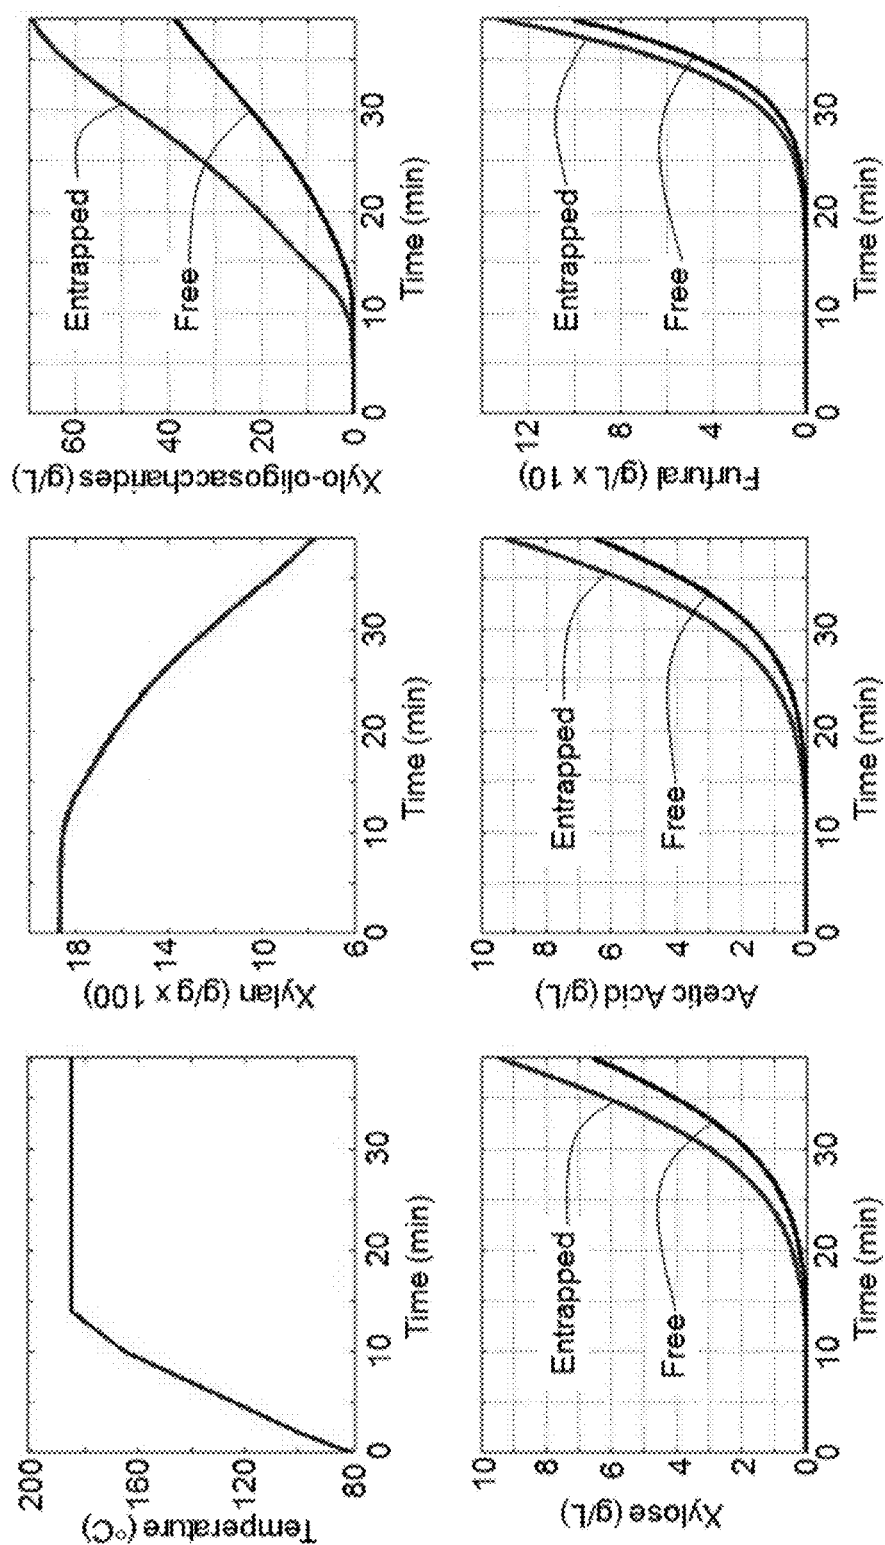 200
160
120
80
0
10
20
30
Temperature (°C)
Time (min)
18
14
10
6
0
10
20
30
Xylan (g/g x 100)
Time (min)
60
40
20
0
0
10
20
30
Xylo-oligosaccharides (g/L)
Time (min)
Entrapped
Free
10
8
6
4
2
0
0
10
20
30
Xylose (g/L)
Time (min)
Entrapped
Free
10
8
6
4
2
0
0
10
20
30
Acetic Acid (g/L)
Time (min)
Entrapped
Free
12
8
4
0
0
10
20
30
Furfural (g/L x 10)
Time (min)
Entrapped
Free